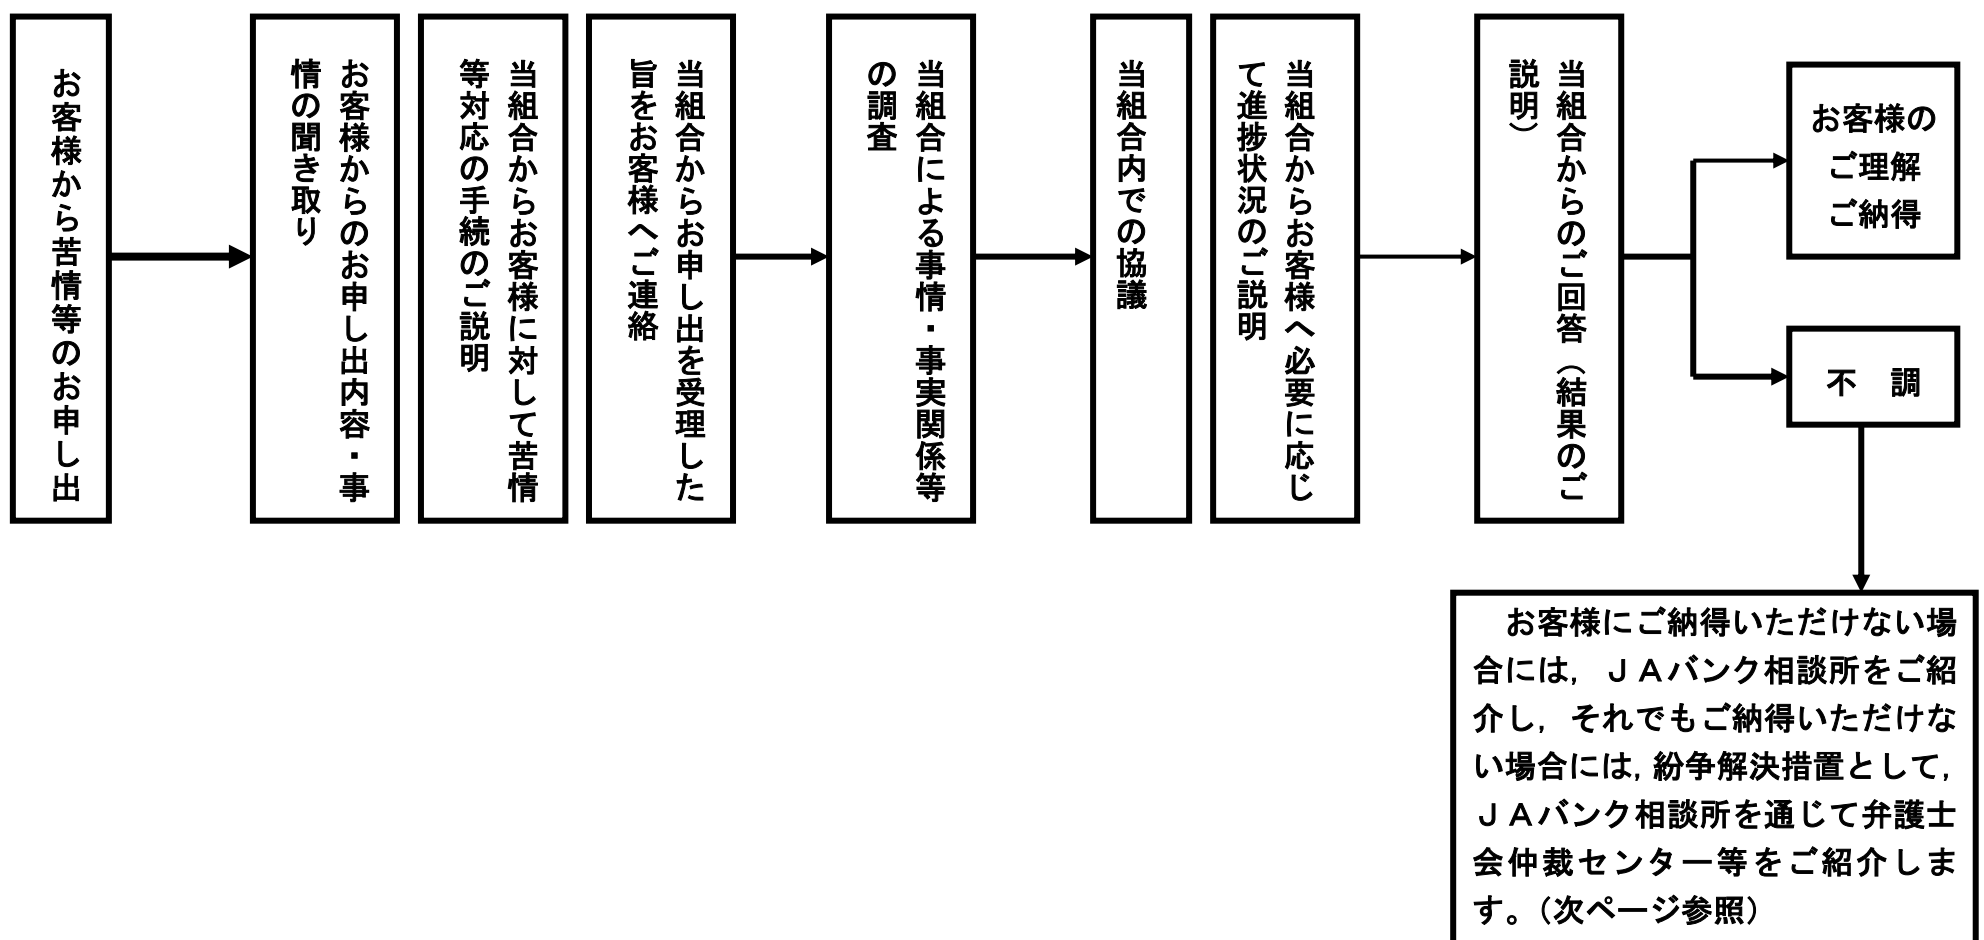 お客様から苦情等のお申し出
お客様からのお申し出内容・事
情の聞き取り
当組合からお客様に対して苦情
等対応の手続のご説明
当組合からお申し出を受理した
旨をお客様へご連絡
当組合による事情・事実関係等
の調査
当組合内での協議
当組合からお客様へ必要に応じ
て進捗状況のご説明
当組合からのご回答（結果のご
説明）
お客様の
ご理解
ご納得
不　調
　お客様にご納得いただけない場
合には，ＪＡバンク相談所をご紹
介し，それでもご納得いただけな
い場合には，紛争解決措置として，
ＪＡバンク相談所を通じて弁護士
会仲裁センター等をご紹介しま
す。（次ページ参照）